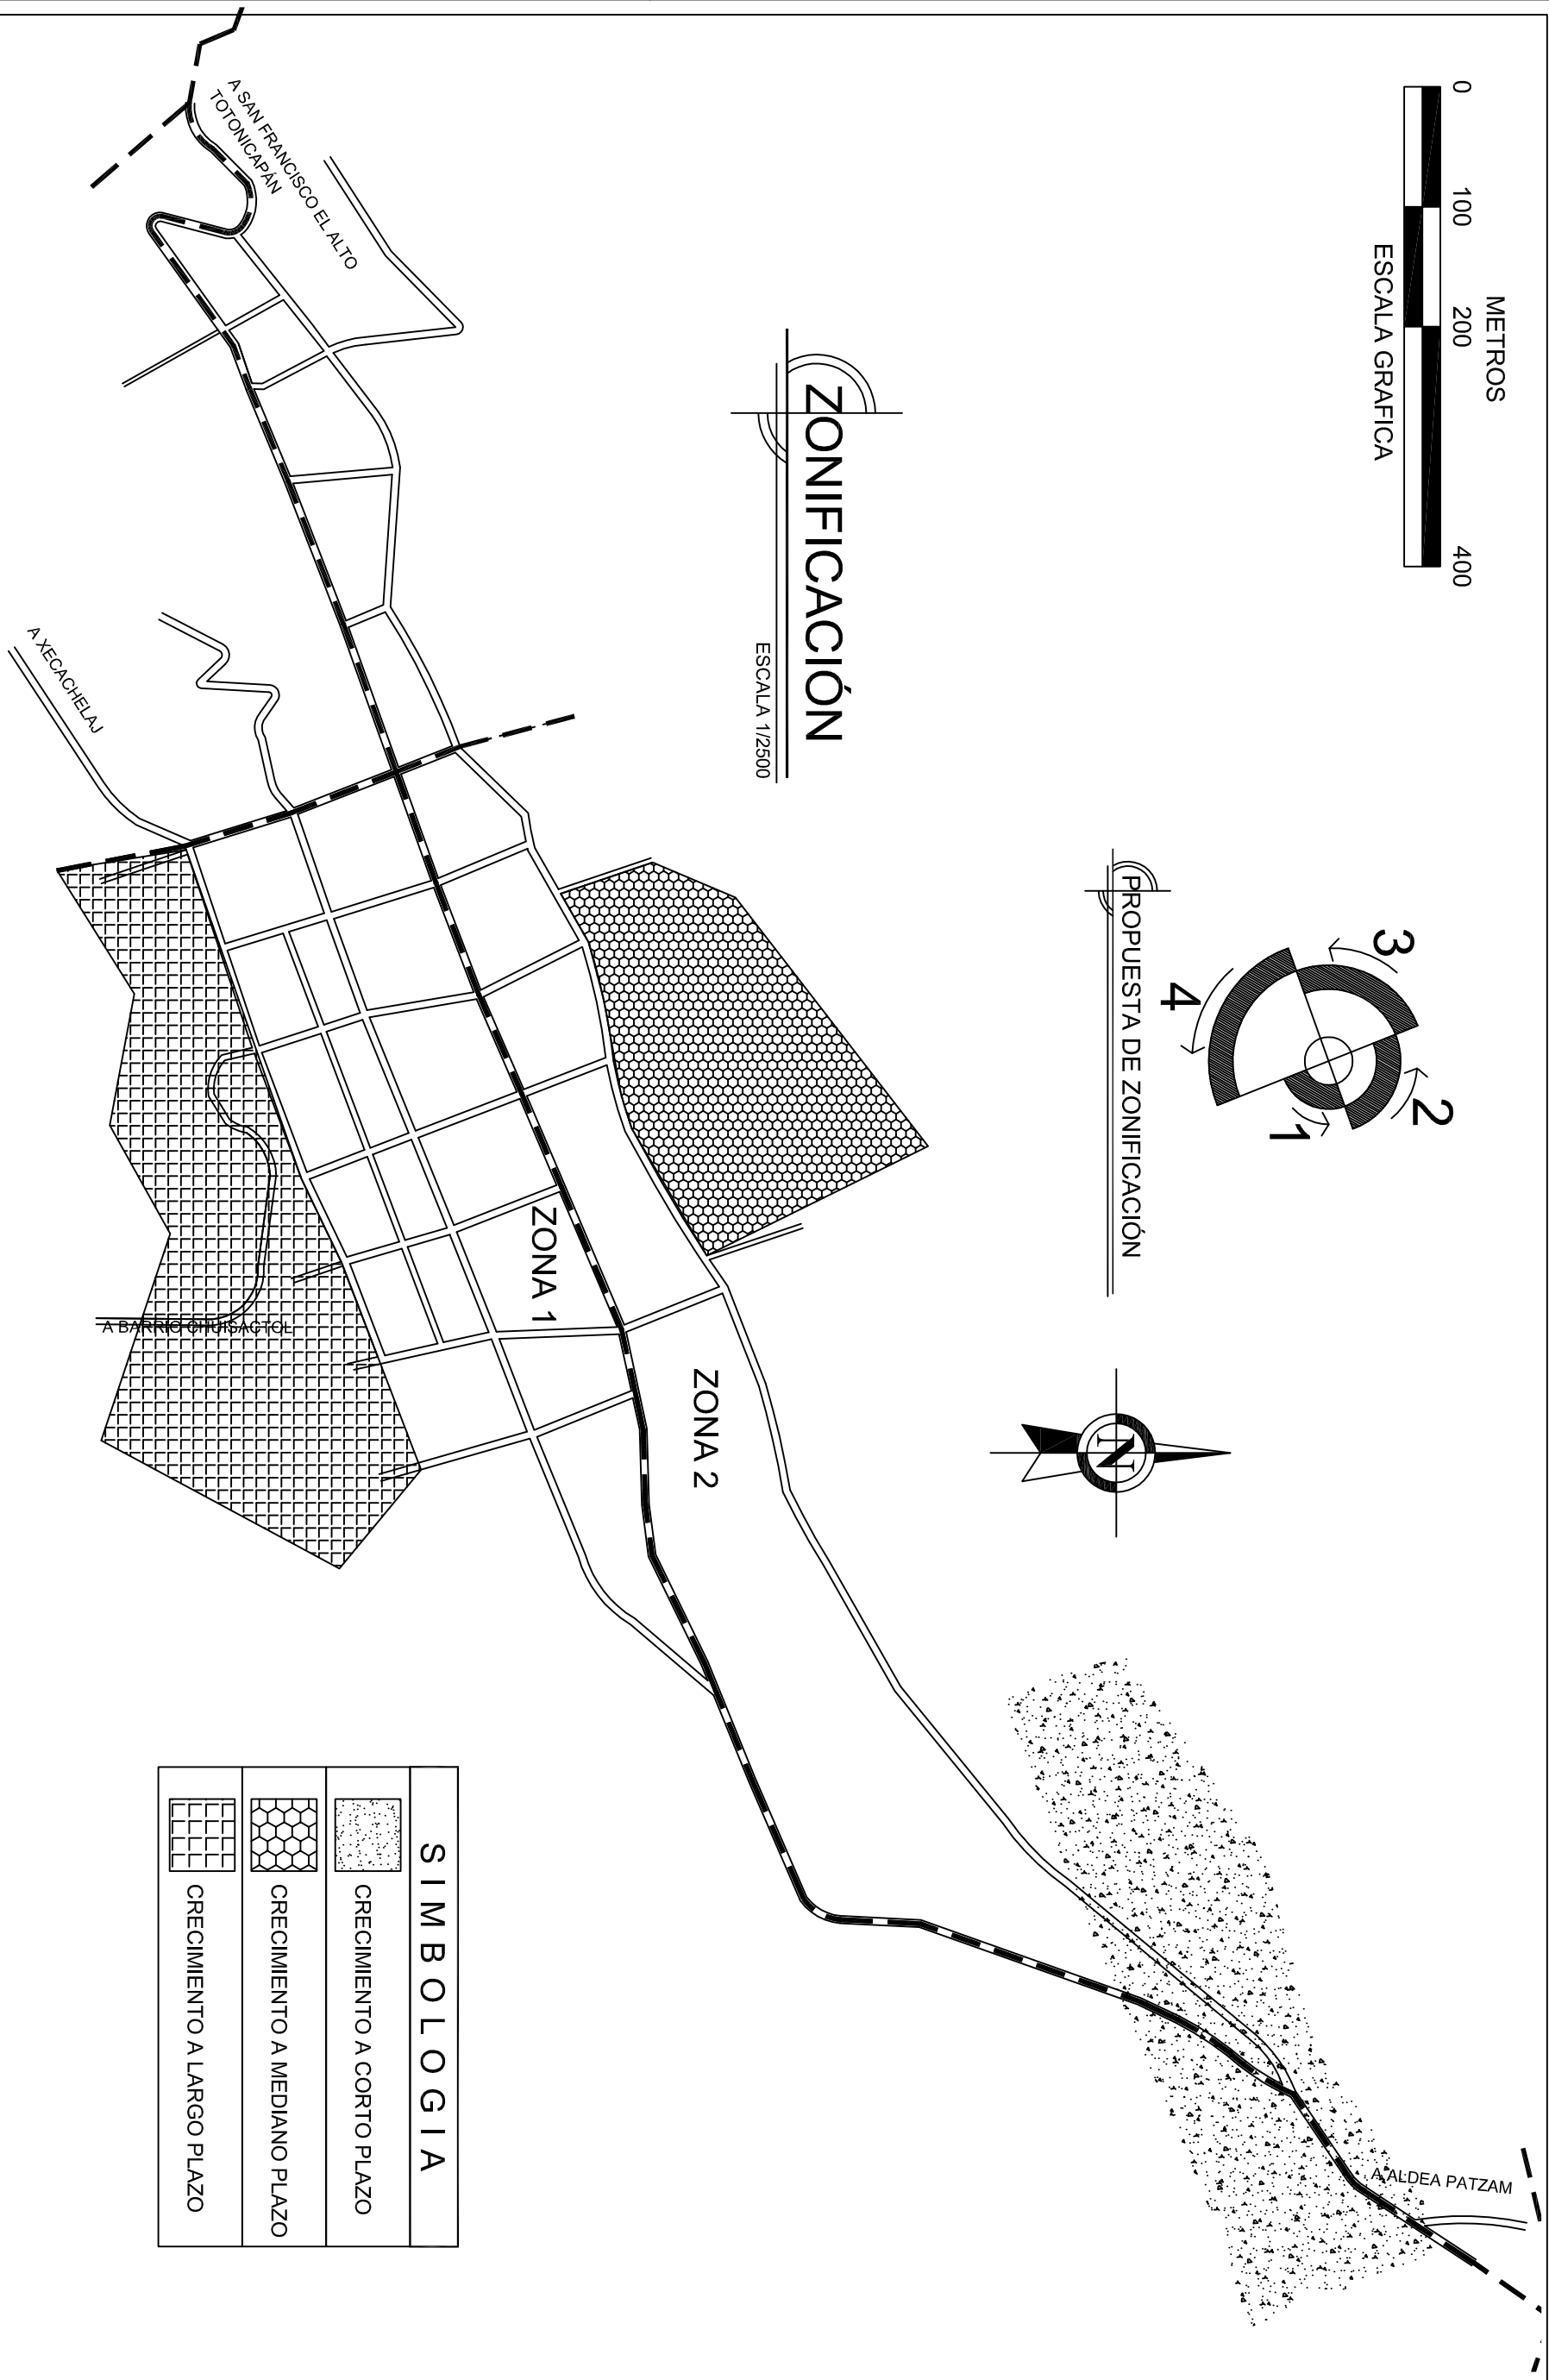 METROS
0 100 200 400
ESCALA GRAFICA
3
2
4
1
PROPUESTA DE ZONIFICACIÓN
N
ZONIFICACIÓN
ESCALA 1/2500
A ALDEA PATZAM
A SAN FRANCISCO EL ALTO
TOTONICAPÁN
ZONA 2
ZONA 1
A XECACHELAJ
A BARRIO CHUISACTOL
SIMBOLOGIA
CRECIMIENTO A CORTO PLAZO
CRECIMIENTO A MEDIANO PLAZO
CRECIMIENTO A LARGO PLAZO